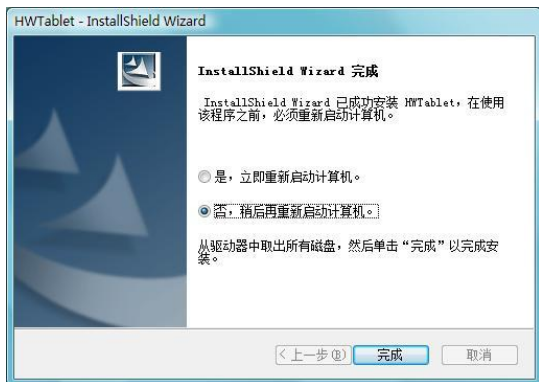 HWTablet - InstallShield Wizard
InstallShield Wizard 完成
InstallShield Wizard 已成功安装 HWTablet，在使用
该程序之前，必须重新启动计算机。
是，立即重新启动计算机。
否，稍后再重新启动计算机。
从驱动器中取出所有磁盘，然后单击“完成”以完成安
装。
<上一步(B) 完成 取消